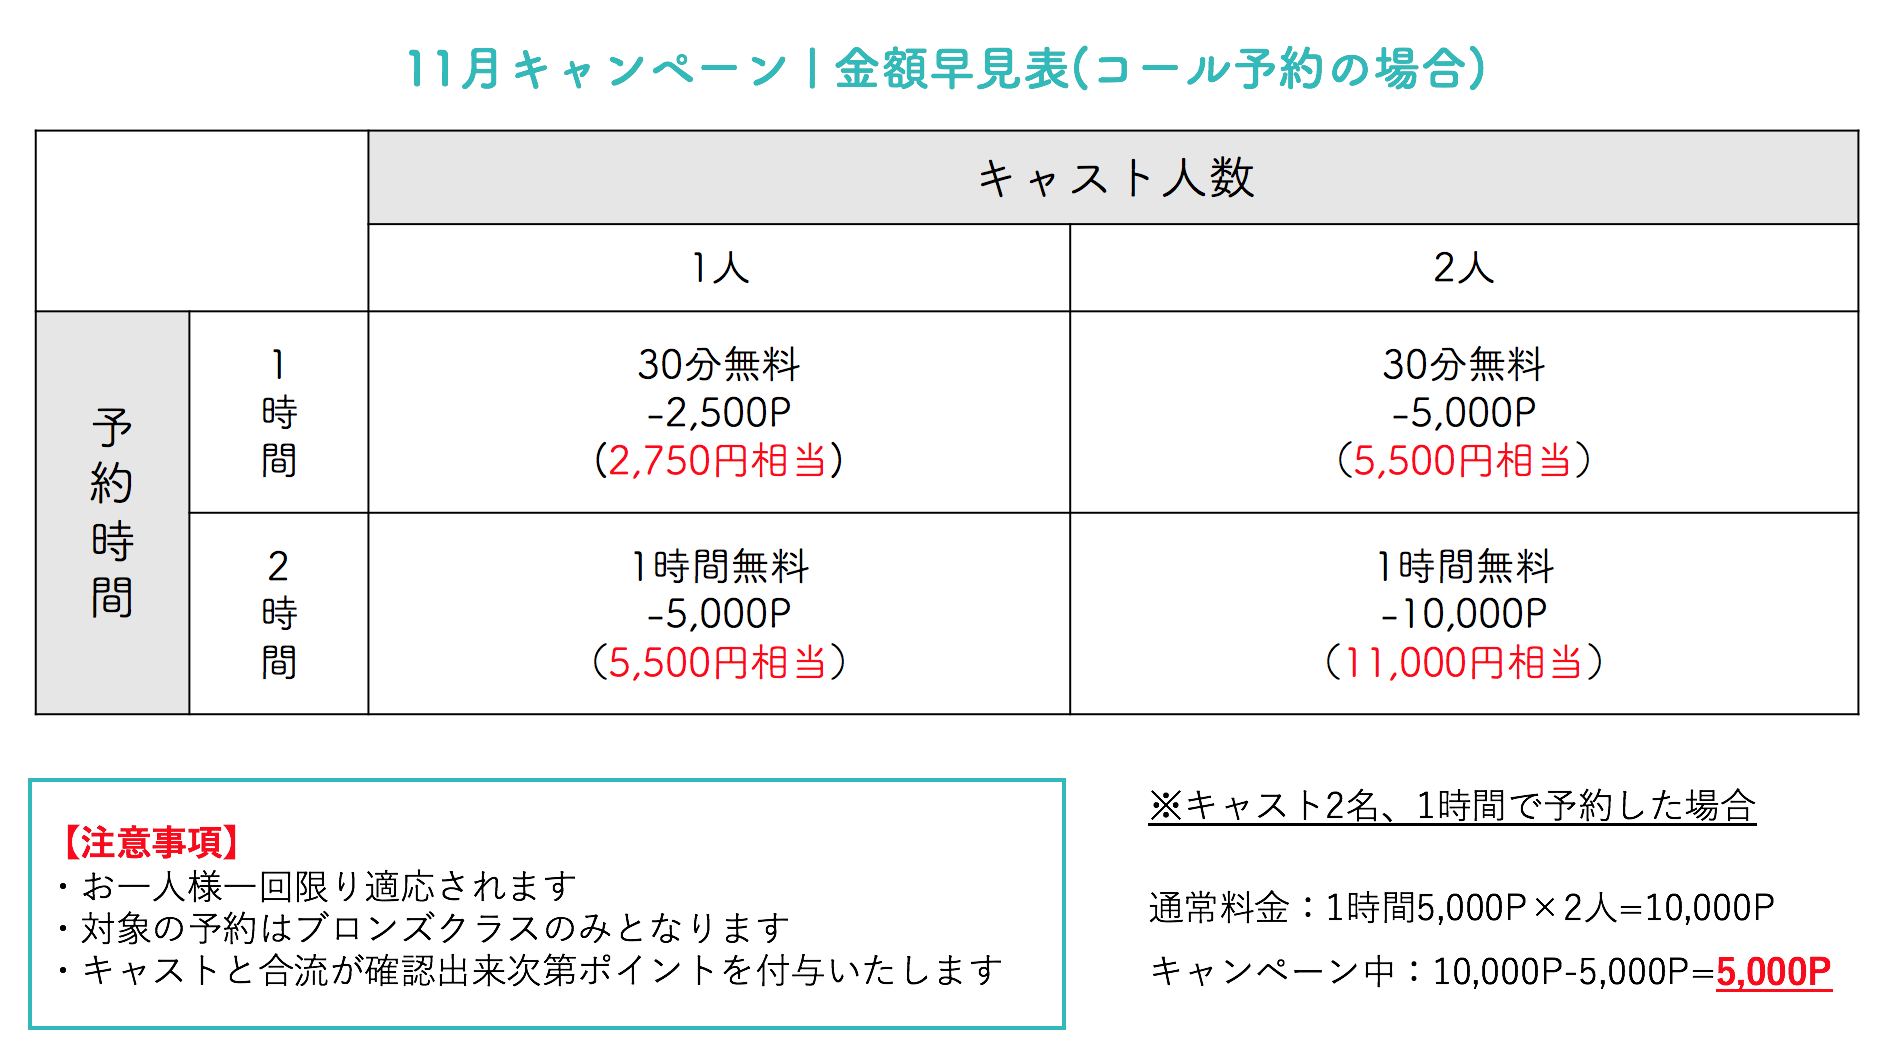 11月キャンペーン | 金額早見表(コール予約の場合)
キャスト人数
1人
2人
予約時間
1時間
30分無料
-2,500P
(2,750円相当)
30分無料
-5,000P
（5,500円相当）
2時間
1時間無料
-5,000P
（5,500円相当）
1時間無料
-10,000P
（11,000円相当）
【注意事項】
・お一人様一回限り適応されます
・対象の予約はブロンズクラスのみとなります
・キャストと合流が確認出来次第ポイントを付与いたします
※キャスト2名、1時間で予約した場合
通常料金：1時間5,000P×2人=10,000P
キャンペーン中：10,000P-5,000P=5,000P